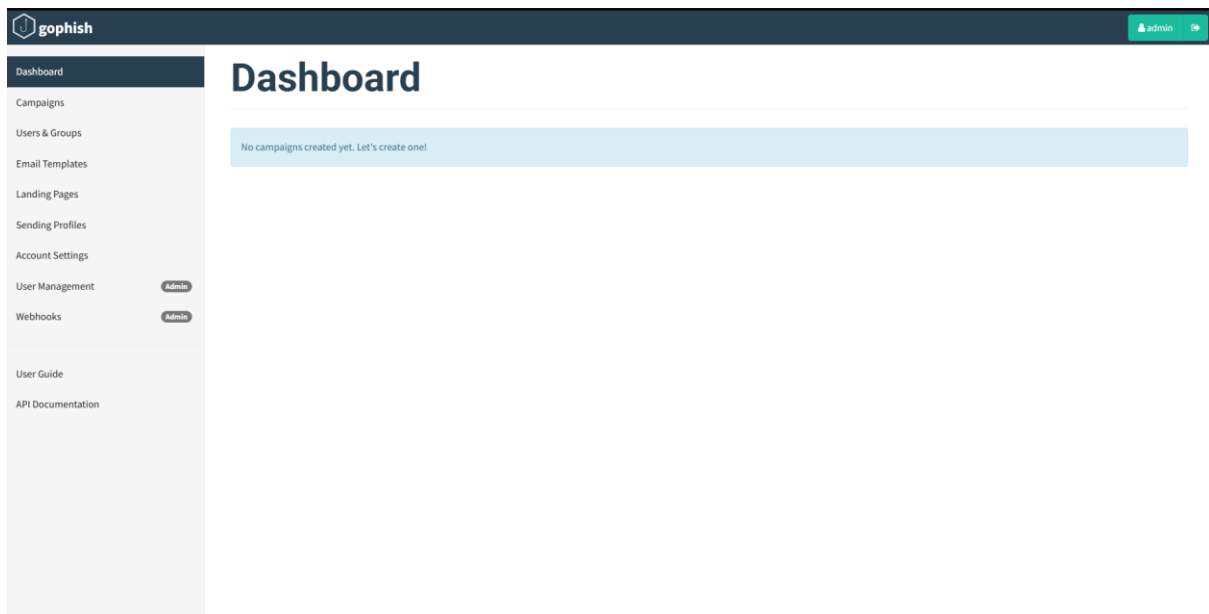 gophish
admin
Dashboard
Campaigns
Users & Groups
Email Templates
Landing Pages
Sending Profiles
Account Settings
User Management Admin
Webhooks Admin
User Guide
API Documentation
Dashboard
No campaigns created yet. Let's create one!